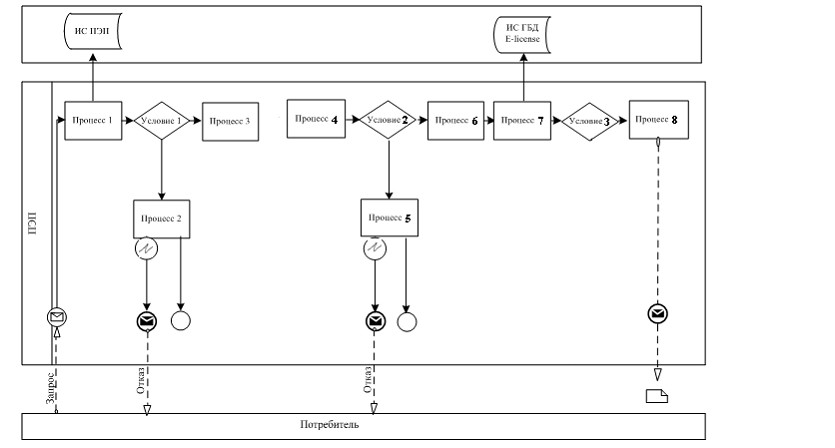 ИС ПЭП
ИС ГБД
E-license
Процесс 1
Условие 1
Процесс 3
Процесс 4
Условие 2
Процесс 6
Процесс 7
Условие 3
Процесс 8
ПЭП
Процесс 2
Процесс 5
Запрос
Отказ
Отказ
Потребитель